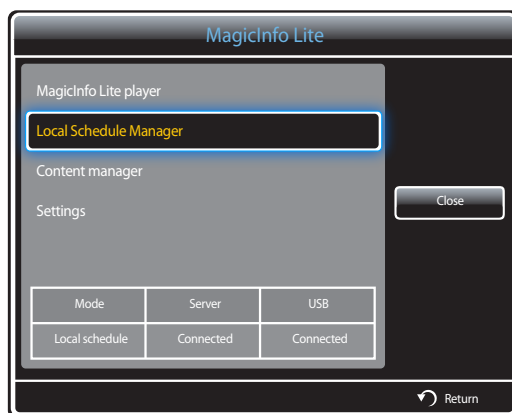 MagicInfo Lite
MagicInfo Lite player
Local Schedule Manager
Content manager
Settings
Close
Mode Server USB
Local schedule Connected Connected
Return